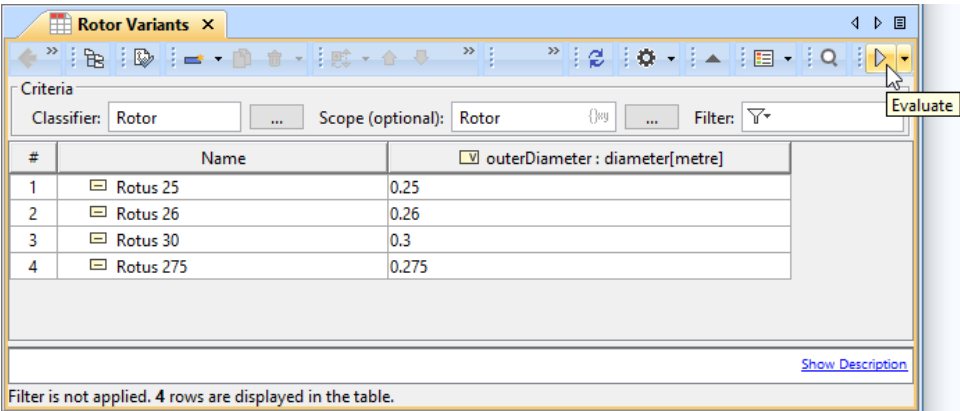 Rotor Variants
Criteria
Classifier: Rotor ... Scope (optional): Rotor {}xy ... Filter:
Evaluate
# Name V outerDiameter : diameter[metre]
1 Rotus 25 0.25
2 Rotus 26 0.26
3 Rotus 30 0.3
4 Rotus 275 0.275
Show Description
Filter is not applied. 4 rows are displayed in the table.